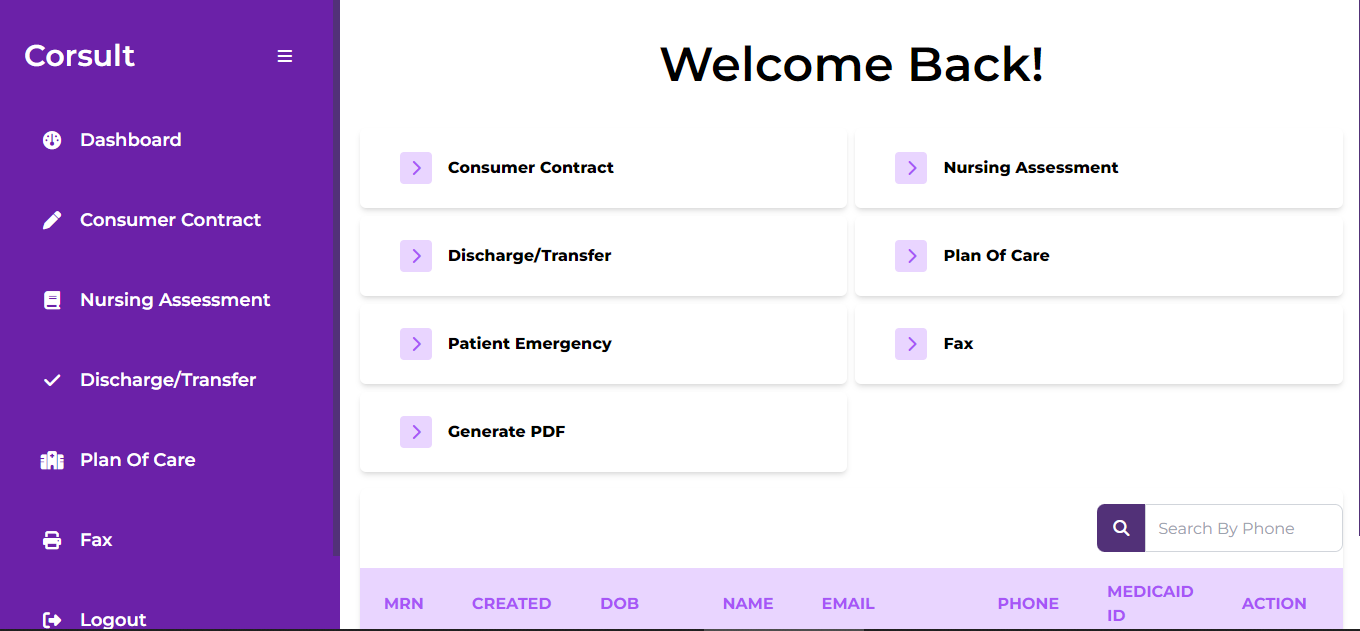 Corsult
Dashboard
Consumer Contract
Nursing Assessment
Discharge/Transfer
Plan Of Care
Fax
Logout
Welcome Back!
Consumer Contract
Nursing Assessment
Discharge/Transfer
Plan Of Care
Patient Emergency
Fax
Generate PDF
Search By Phone
MRN CREATED DOB NAME EMAIL PHONE MEDICAID ID ACTION